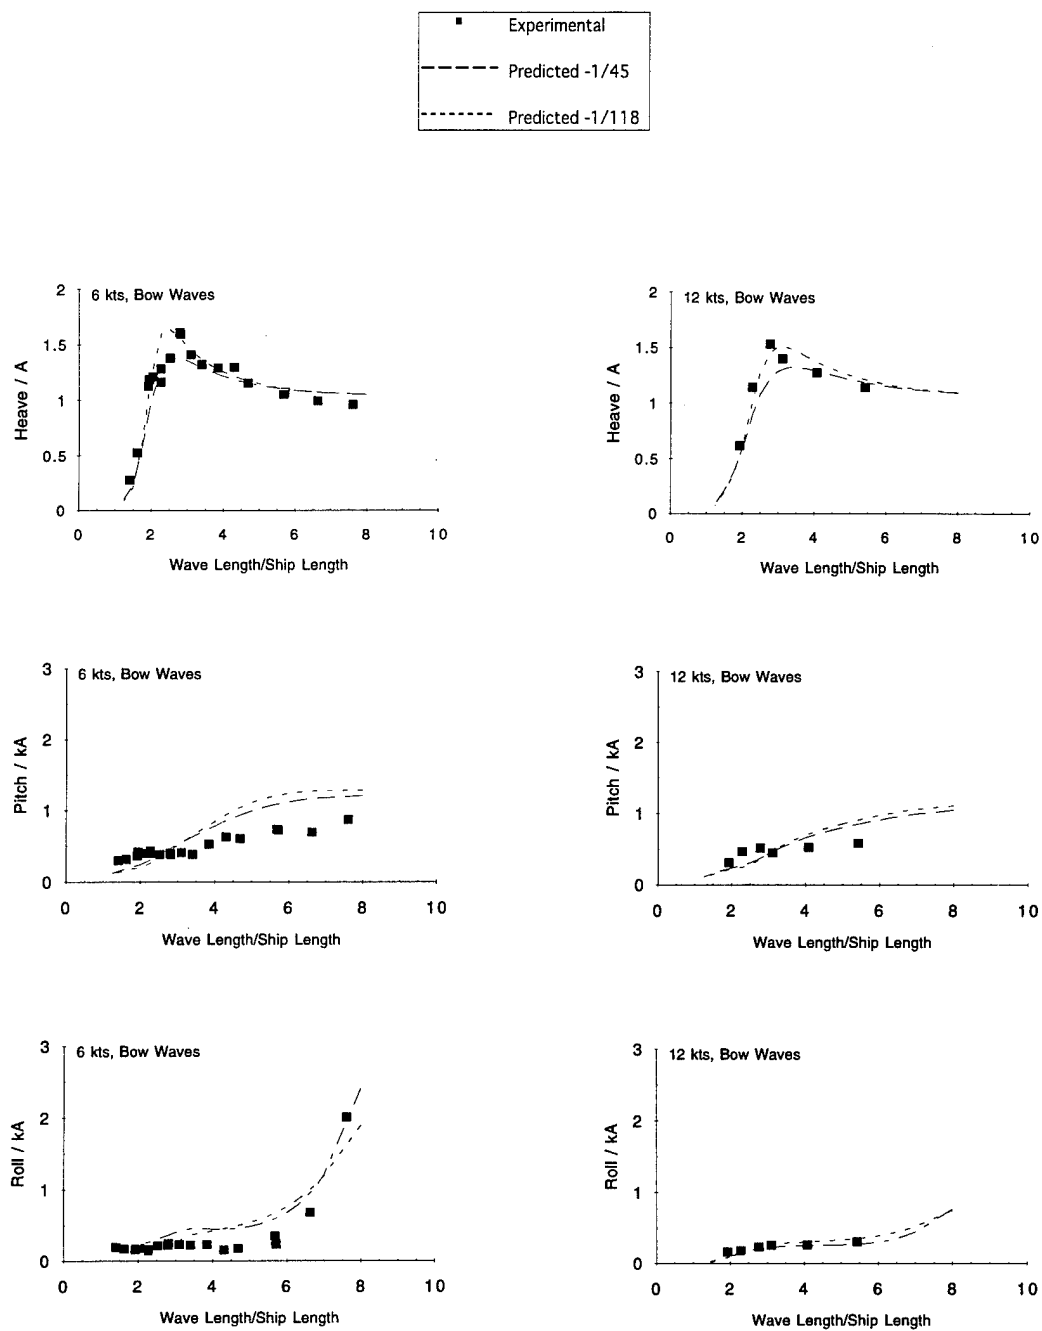 Experimental
Predicted -1/45
Predicted -1/118
2
1.5
1
0.5
0
Heave / A
6 kts, Bow Waves
0 2 4 6 8 10
Wave Length/Ship Length
2
1.5
1
0.5
0
Heave / A
12 kts, Bow Waves
0 2 4 6 8 10
Wave Length/Ship Length
3
2
1
0
Pitch / kA
6 kts, Bow Waves
0 2 4 6 8 10
Wave Length/Ship Length
3
2
1
0
Pitch / kA
12 kts, Bow Waves
0 2 4 6 8 10
Wave Length/Ship Length
3
2
1
0
Roll / kA
6 kts, Bow Waves
0 2 4 6 8 10
Wave Length/Ship Length
3
2
1
0
Roll / kA
12 kts, Bow Waves
0 2 4 6 8 10
Wave Length/Ship Length